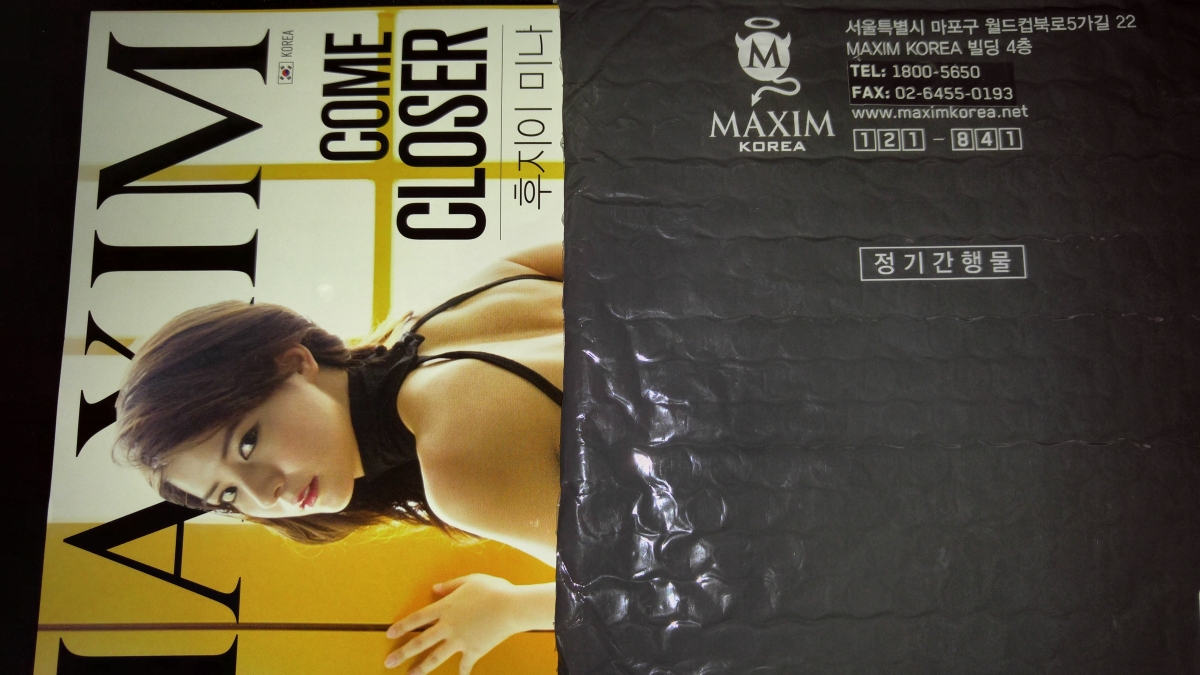 MAXIM
KOREA
COME
CLOSER
후지이 미나
M
MAXIM
KOREA
서울특별시 마포구 월드컵북로5가길 22
MAXIM KOREA 빌딩 4층
TEL: 1800-5650
FAX: 02-6455-0193
www.maximkorea.net
121-841
정기간행물